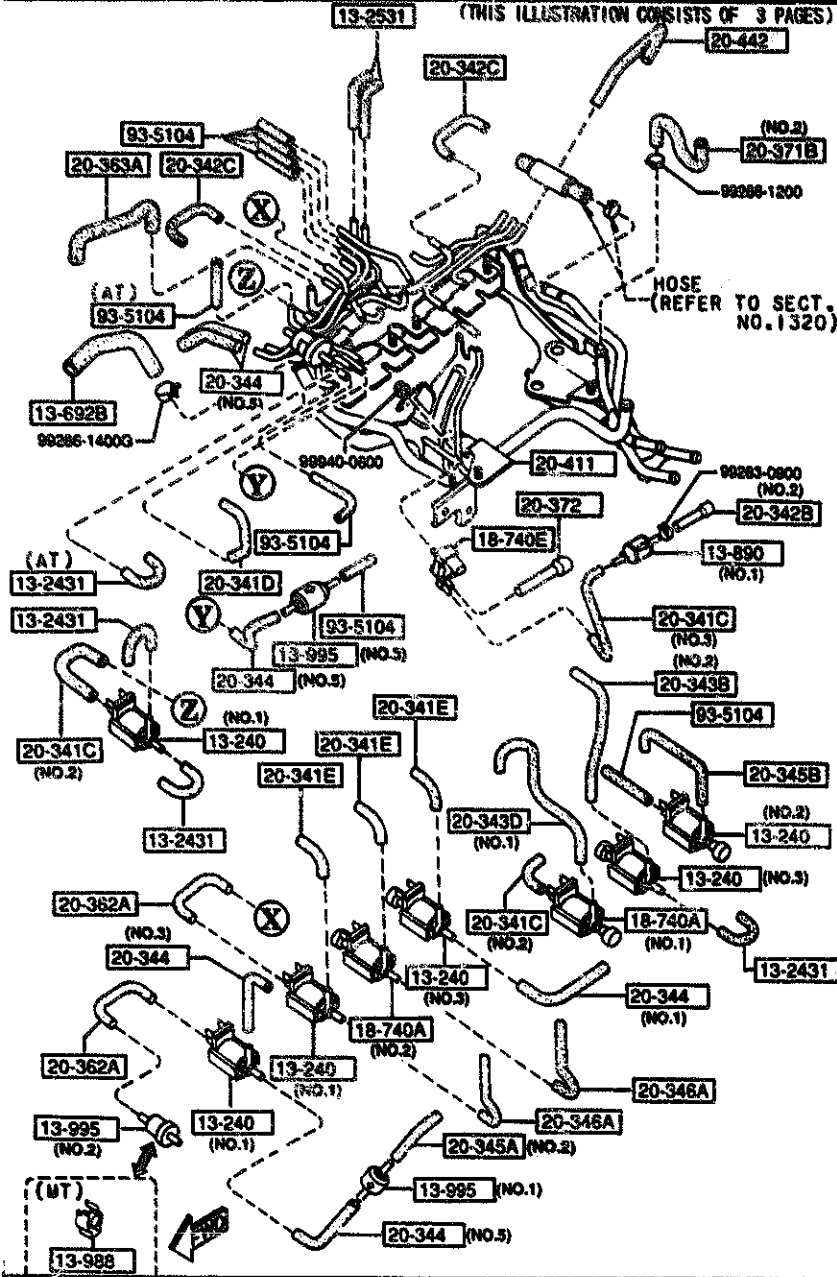 (THIS ILLUSTRATION CONSISTS OF 3 PAGES)
13-2531
20-442
20-342C
93-5104
(NO.2)
20-371B
20-363A
20-342C
99266-1200
X
Z
(AT)
93-5104
HOSE
(REFER TO SECT.
NO.1320)
20-344
(NO.5)
13-692B
99266-1400G
99940-0600
20-411
Y
99263-0900
(NO.2)
20-342B
20-372
93-5104
18-740E
13-890
(NO.1)
(AT)
13-2431
20-341D
13-2431
Y
93-5104
20-341C
(NO.3)
13-995 (NO.3)
20-344 (NO.5)
(NO.2)
20-343B
Z
20-341E
93-5104
(NO.1)
13-240
20-341C
(NO.2)
20-341E
20-341E
20-345B
20-343D
(NO.1)
(NO.2)
13-240
13-2431
13-240 (NO.3)
20-362A
X
20-341C
(NO.2)
18-740A
(NO.1)
(NO.3)
20-344
13-240
(NO.3)
13-2431
20-344
(NO.1)
18-740A
(NO.2)
20-362A
13-240
(NO.1)
20-346A
20-346A
13-995
(NO.2)
13-240
(NO.1)
20-345A (NO.2)
(MT)
13-995 (NO.1)
13-988
20-344 (NO.5)